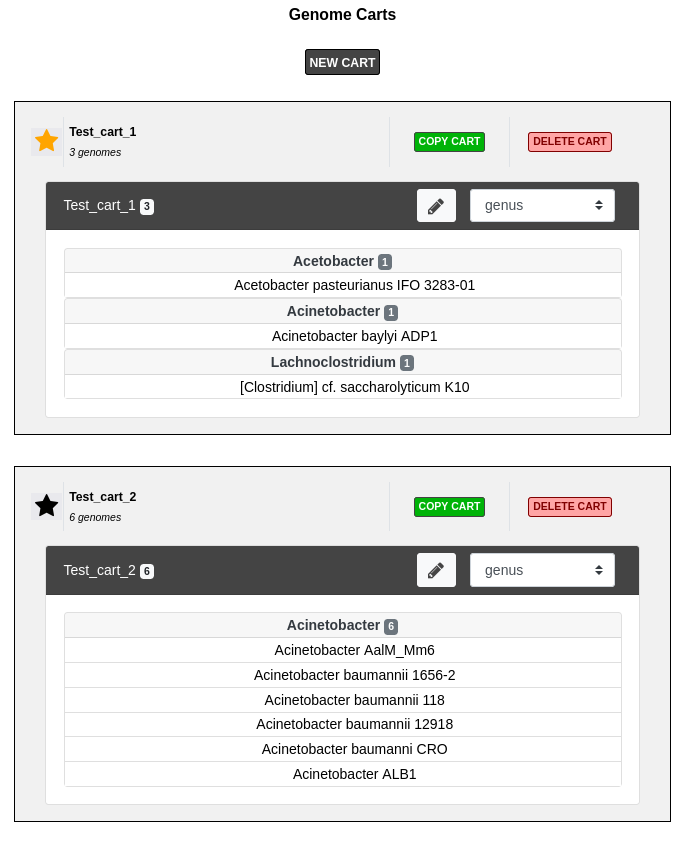 Genome Carts
NEW CART
Test_cart_1
3 genomes
COPY CART
DELETE CART
Test_cart_1 3
genus
Acetobacter 1
Acetobacter pasteurianus IFO 3283-01
Acinetobacter 1
Acinetobacter baylyi ADP1
Lachnoclostridium 1
[Clostridium] cf. saccharolyticum K10
Test_cart_2
6 genomes
COPY CART
DELETE CART
Test_cart_2 6
genus
Acinetobacter 6
Acinetobacter AalM_Mm6
Acinetobacter baumannii 1656-2
Acinetobacter baumannii 118
Acinetobacter baumannii 12918
Acinetobacter baumanni CRO
Acinetobacter ALB1